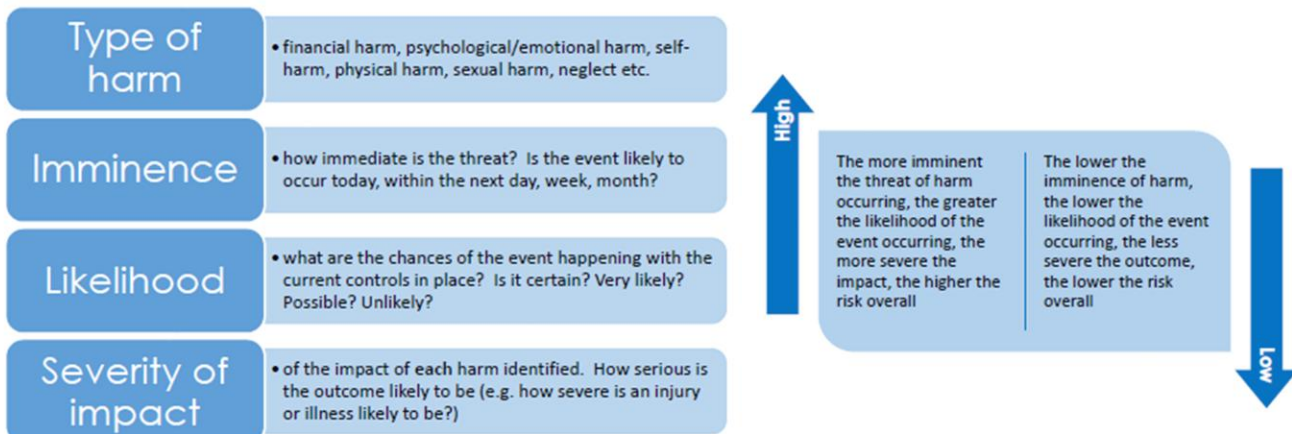 Type of
harm
• financial harm, psychological/emotional harm, self-
harm, physical harm, sexual harm, neglect etc.
Imminence
• how immediate is the threat? Is the event likely to
occur today, within the next day, week, month?
Likelihood
• what are the chances of the event happening with the
current controls in place? Is it certain? Very likely?
Possible? Unlikely?
Severity of
impact
• of the impact of each harm identified. How serious is
the outcome likely to be (e.g. how severe is an injury
or illness likely to be?)
High
The more imminent
the threat of harm
occurring, the greater
the likelihood of the
event occurring, the
more severe the
impact, the higher the
risk overall
The lower the
imminence of harm,
the lower the
likelihood of the event
occurring, the less
severe the outcome,
the lower the risk
overall
Low